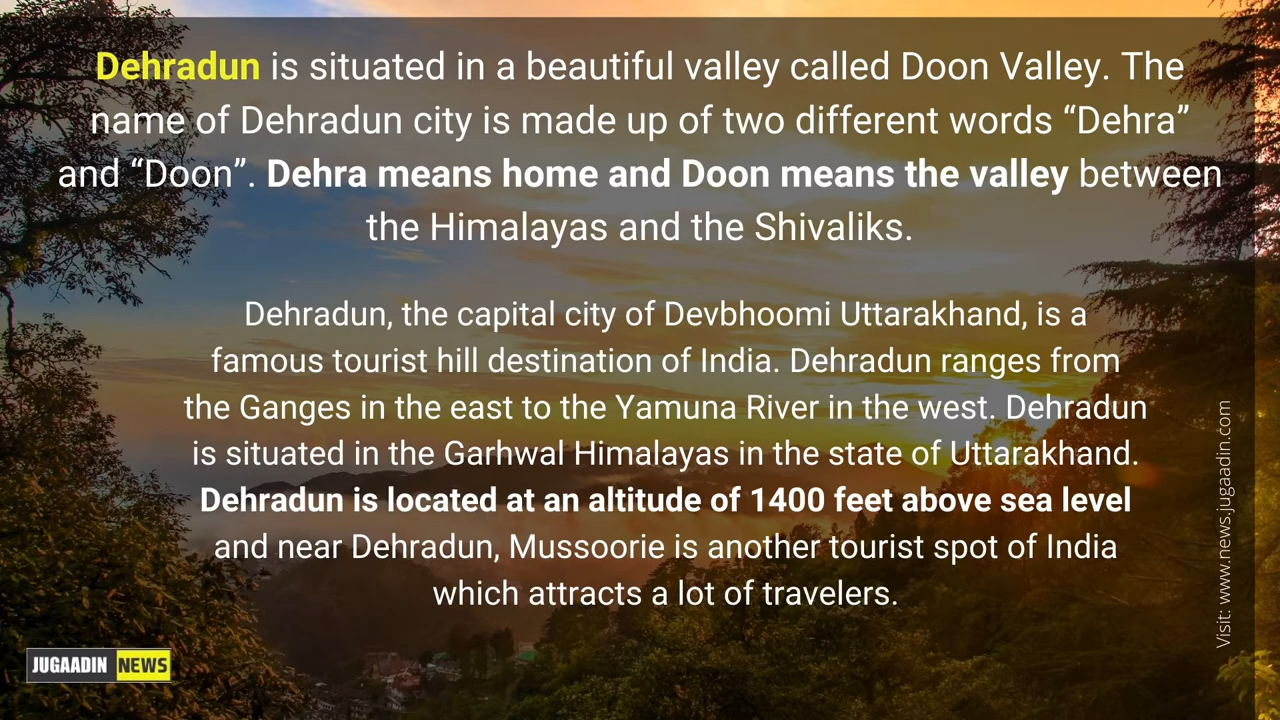 Dehradun is situated in a beautiful valley called Doon Valley. The
name of Dehradun city is made up of two different words “Dehra”
and “Doon”. Dehra means home and Doon means the valley between
the Himalayas and the Shivaliks.
Dehradun, the capital city of Devbhoomi Uttarakhand, is a
famous tourist hill destination of India. Dehradun ranges from
the Ganges in the east to the Yamuna River in the west. Dehradun
is situated in the Garhwal Himalayas in the state of Uttarakhand.
Dehradun is located at an altitude of 1400 feet above sea level
and near Dehradun, Mussoorie is another tourist spot of India
which attracts a lot of travelers.
Visit: www.news.jugaadin.com
JUGAADIN NEWS